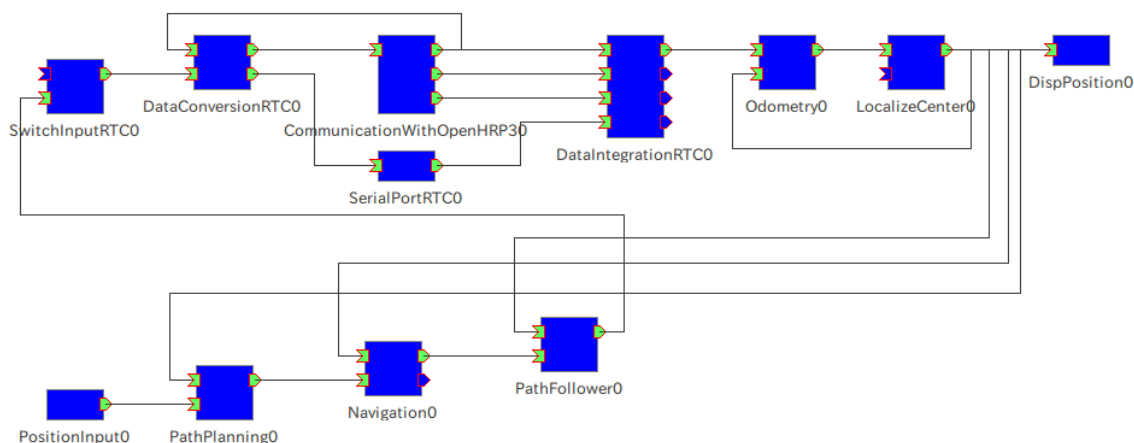 DispPosition0
DataConversionRTC0
CommunicationWithOpenHRP30
Odometry0
LocalizeCenter0
SwitchInputRTC0
DataIntegrationRTC0
SerialPortRTC0
PathFollower0
Navigation0
PositionInput0
PathPlanning0